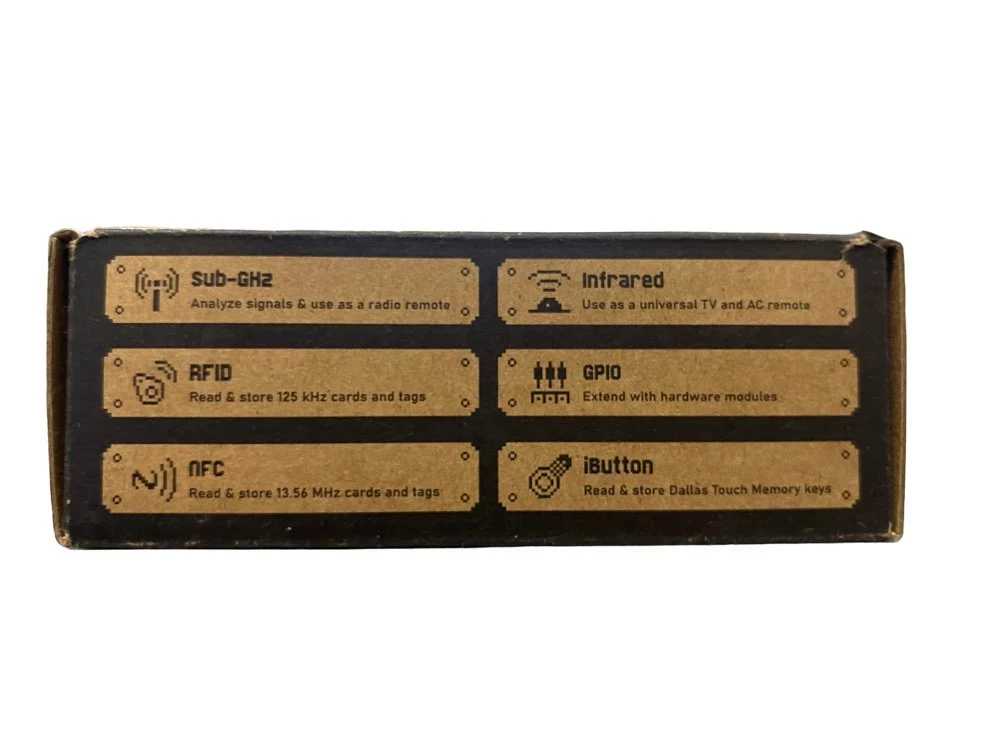 Sub-GHz
Analyze signals & use as a radio remote
Infrared
Use as a universal TV and AC remote
RFID
Read & store 125 kHz cards and tags
GPIO
Extend with hardware modules
NFC
Read & store 13.56 MHz cards and tags
iButton
Read & store Dallas Touch Memory keys